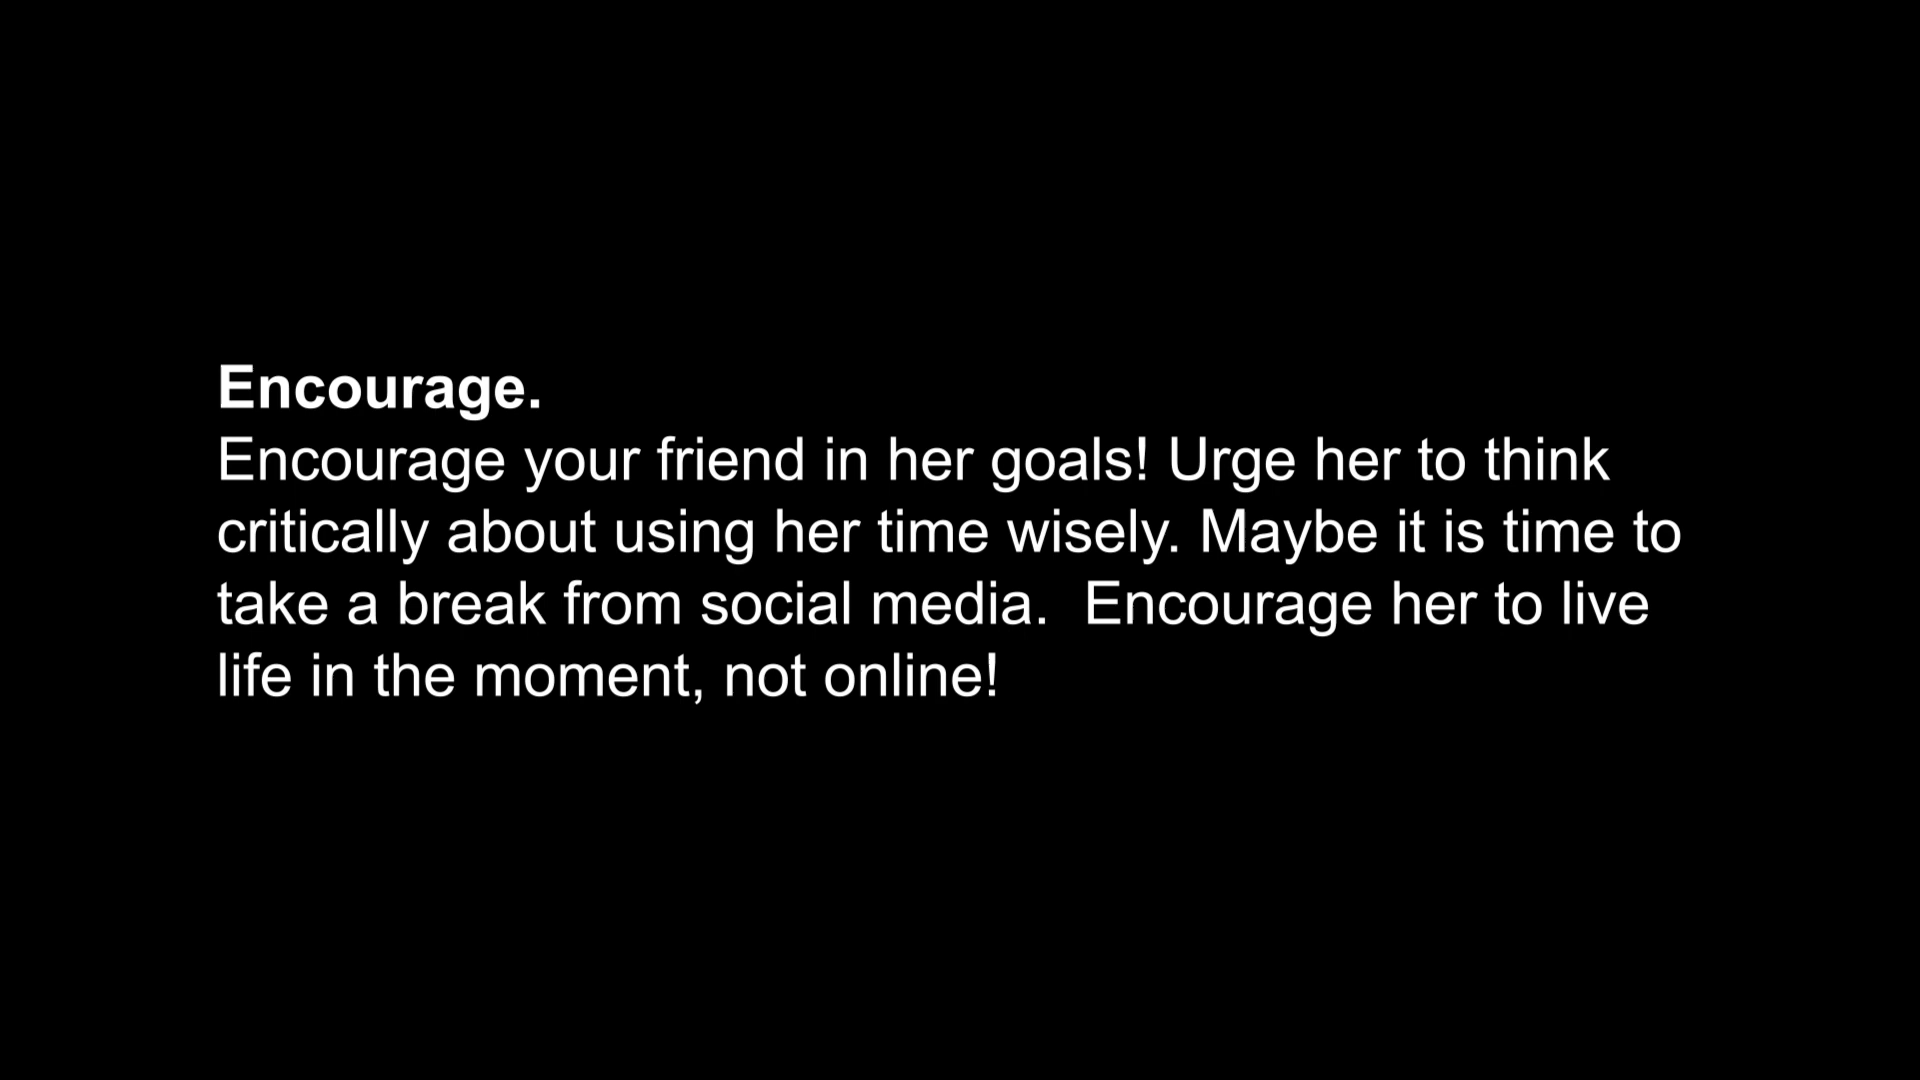 Encourage.
Encourage your friend in her goals! Urge her to think
critically about using her time wisely. Maybe it is time to
take a break from social media.  Encourage her to live
life in the moment, not online!